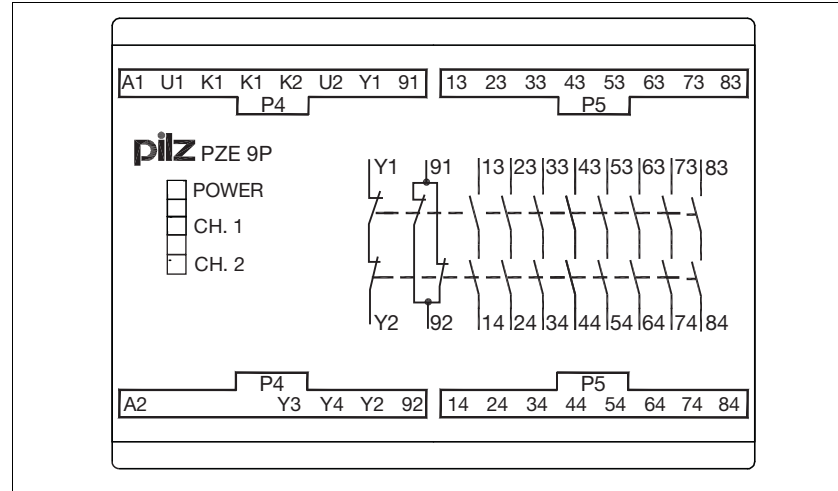 A1 U1 K1 K1 K2 U2 Y1 91 13 23 33 43 53 63 73 83
P4 P5
pilz PZE 9P
POWER
CH. 1
CH. 2
Y1 91 13 23 33 43 53 63 73 83
Y2 92 14 24 34 44 54 64 74 84
P4 P5
A2 Y3 Y4 Y2 92 14 24 34 44 54 64 74 84